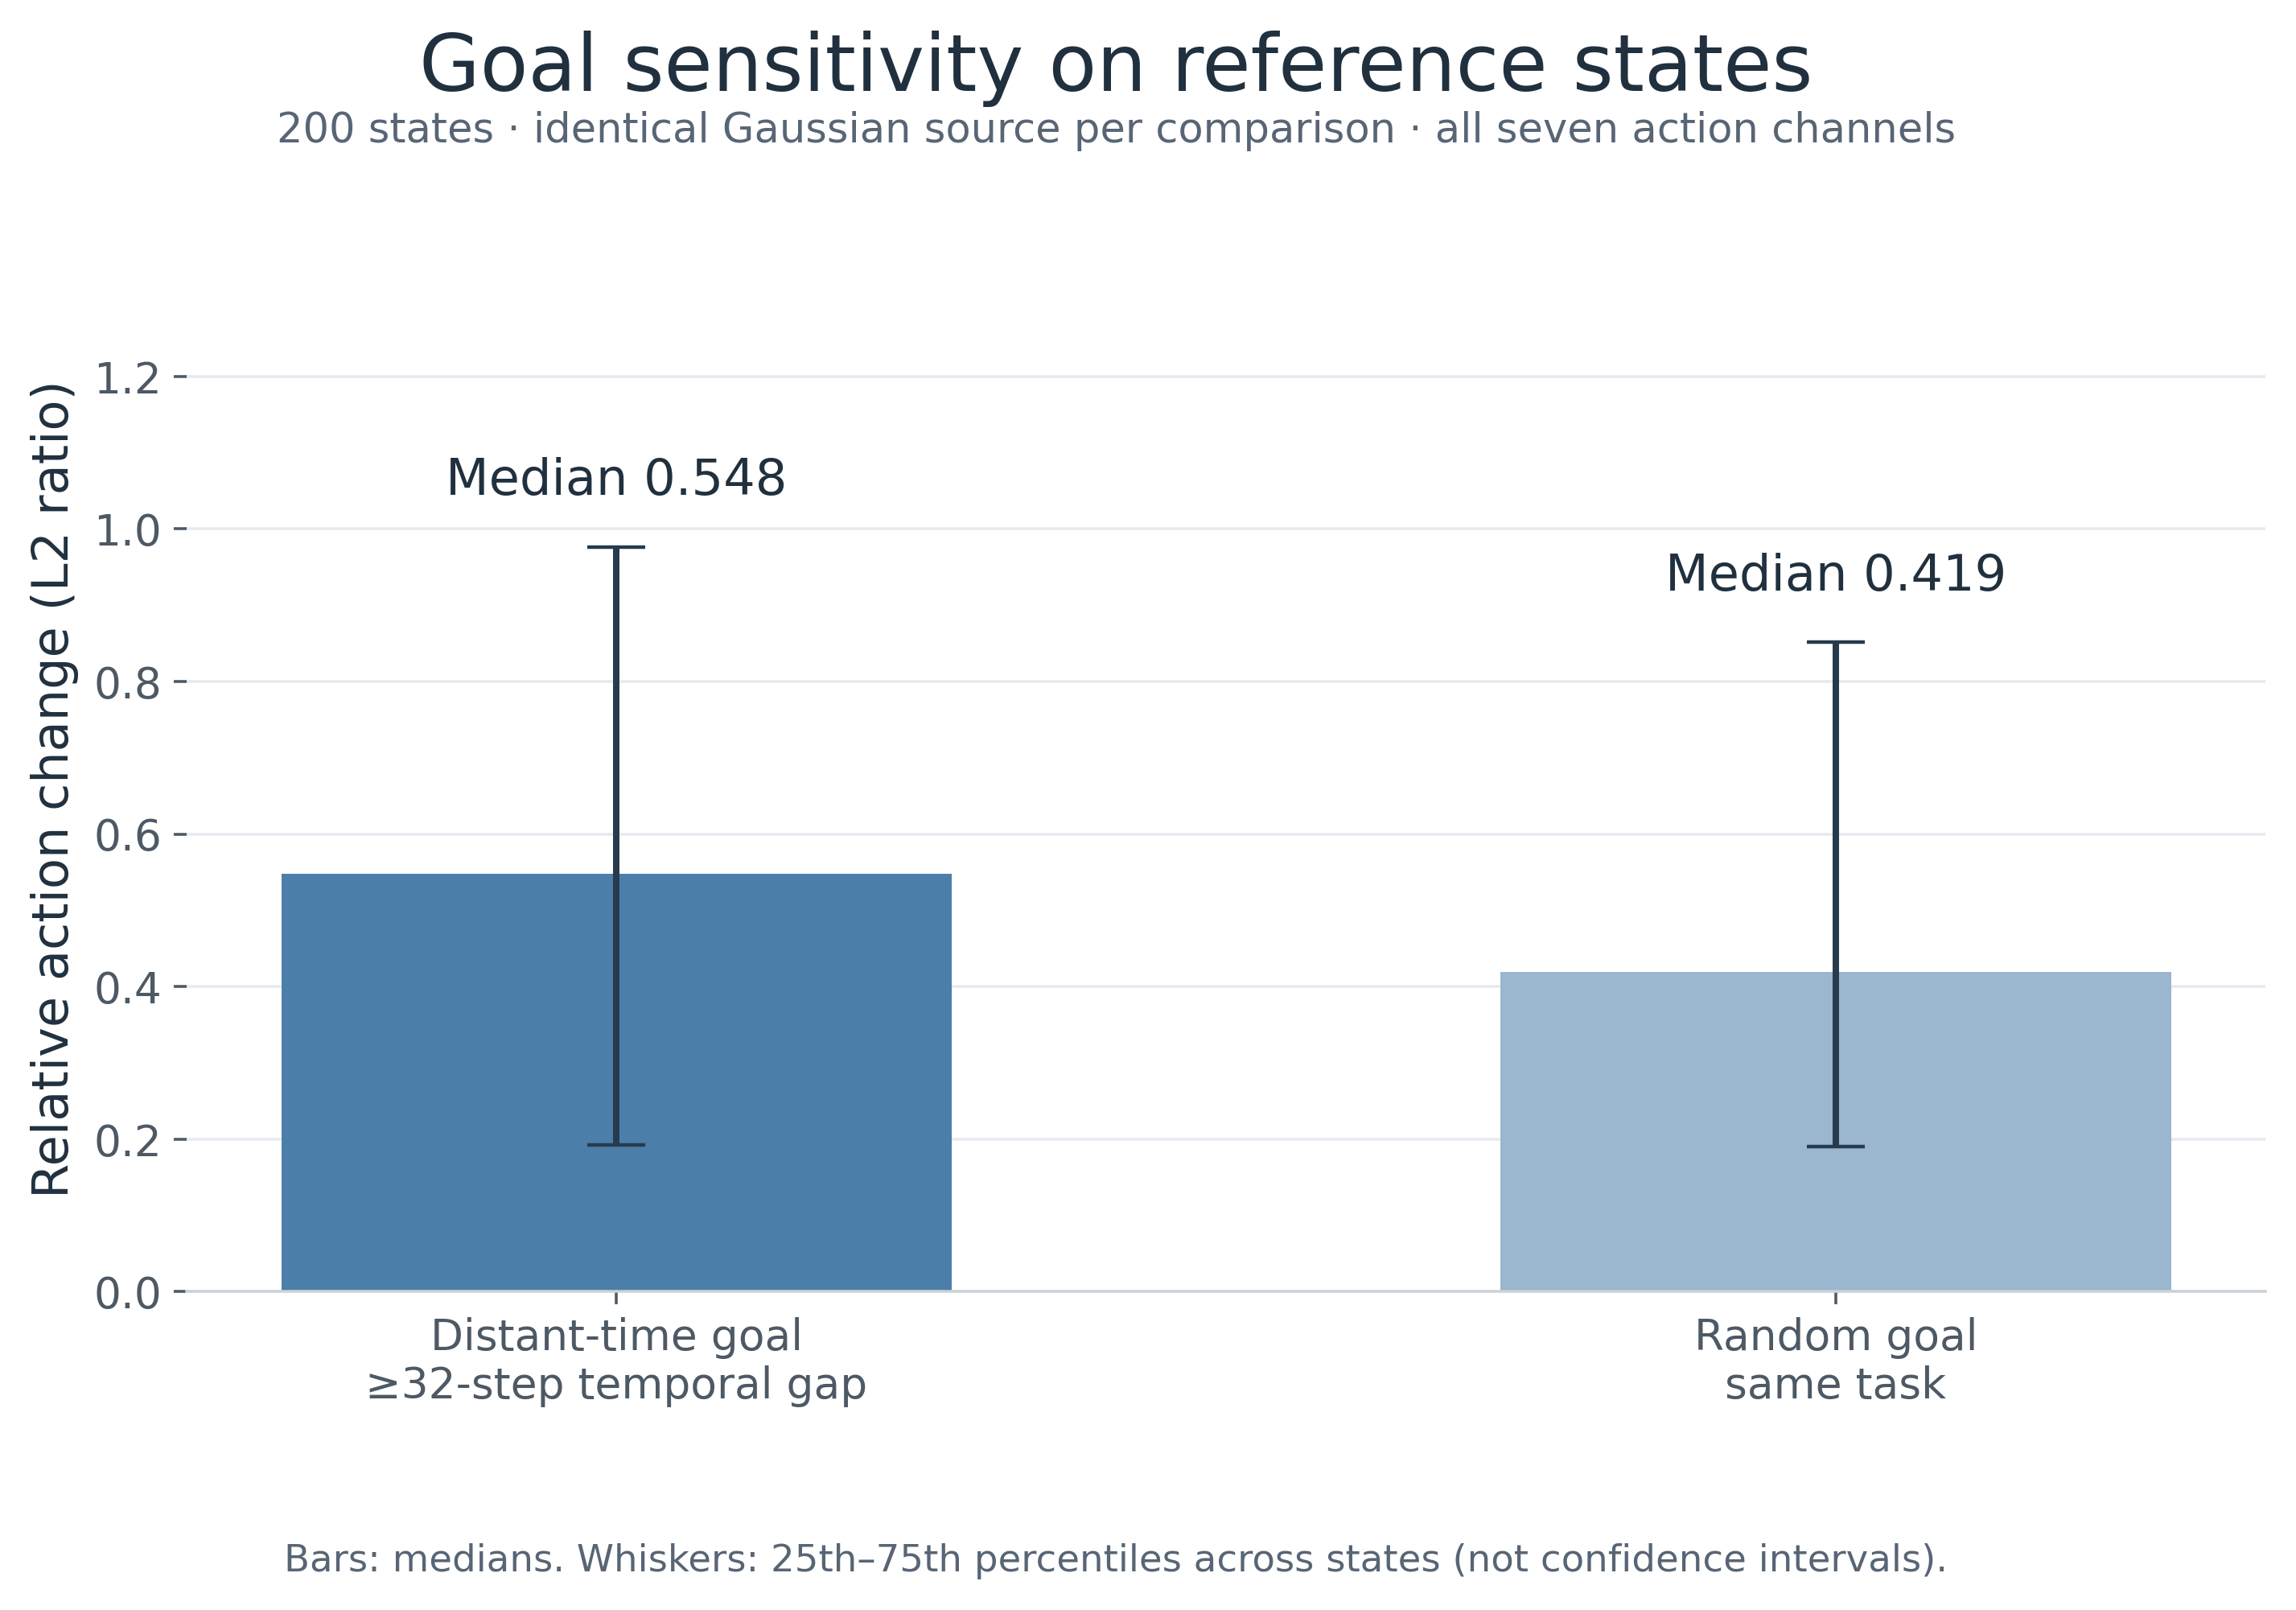 Goal sensitivity on reference states
200 states · identical Gaussian source per comparison · all seven action channels
Relative action change (L2 ratio)
1.2
1.0
0.8
0.6
0.4
0.2
0.0
Median 0.548
Median 0.419
Distant-time goal
≥32-step temporal gap
Random goal
same task
Bars: medians. Whiskers: 25th–75th percentiles across states (not confidence intervals).